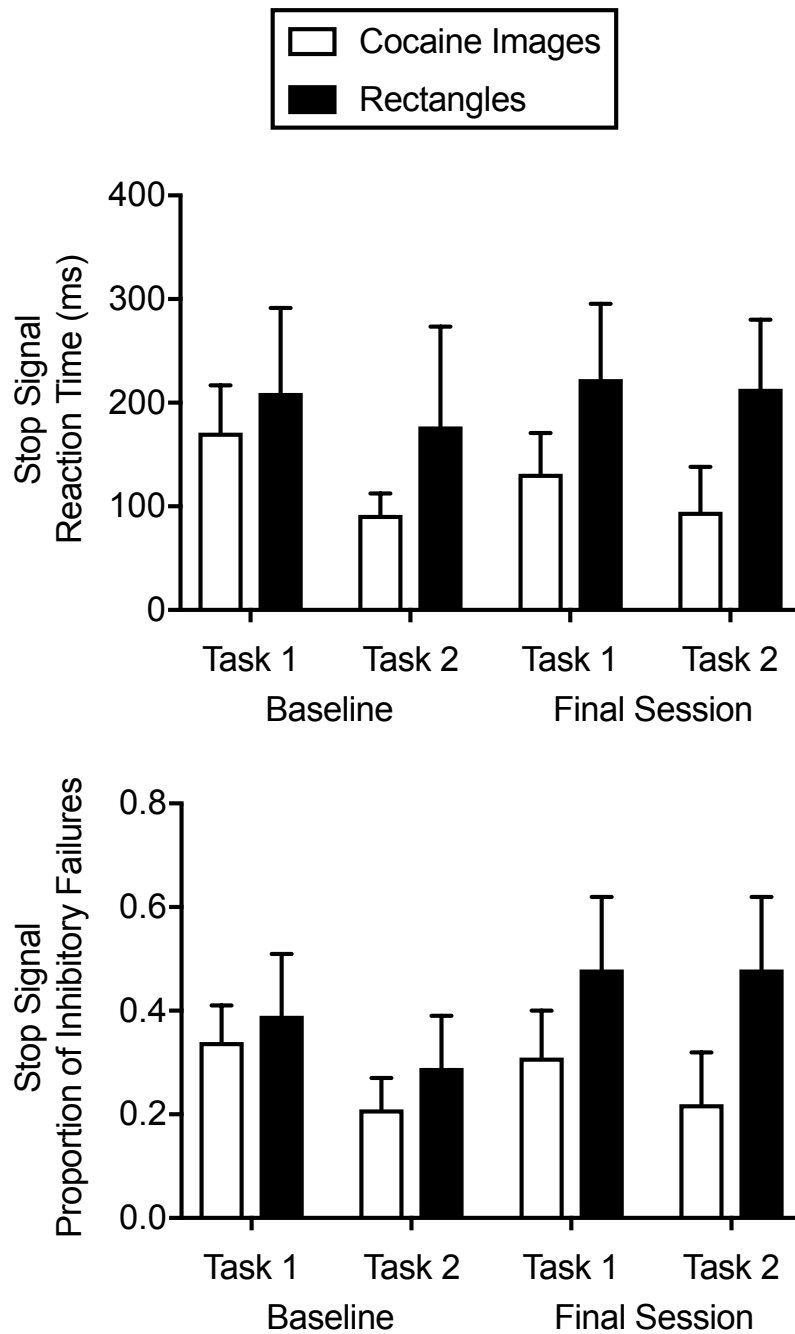 Cocaine Images
Rectangles
Stop Signal
Reaction Time (ms)
400
300
200
100
0
Task 1 Task 2 Task 1 Task 2
Baseline Final Session
Stop Signal
Proportion of Inhibitory Failures
0.8
0.6
0.4
0.2
0.0
Task 1 Task 2 Task 1 Task 2
Baseline Final Session